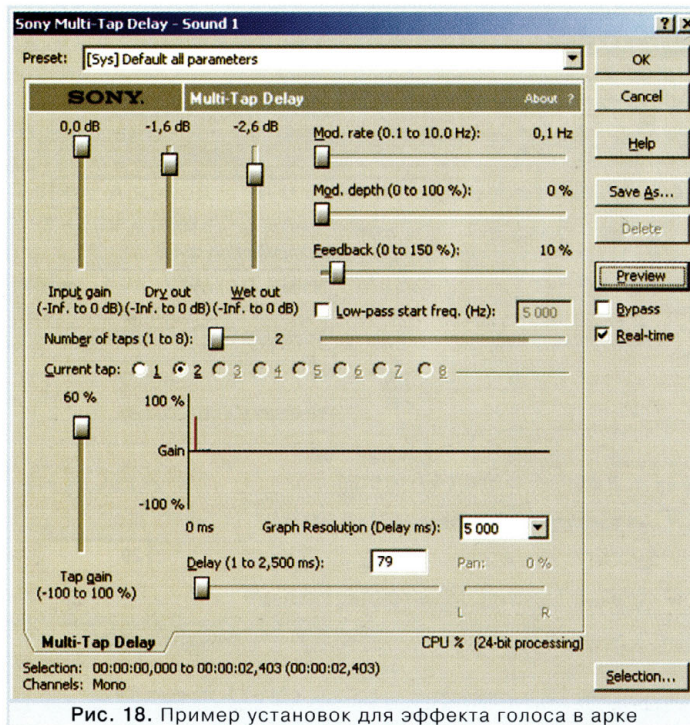 Sony Multi-Tap Delay - Sound 1
Preset: [Sys] Default all parameters
OK
SONY. Multi-Tap Delay About ?
Cancel
0,0 dB -1,6 dB -2,6 dB
Mod. rate (0.1 to 10.0 Hz): 0,1 Hz
Help
Mod. depth (0 to 100 %): 0 %
Save As...
Delete
Feedback (0 to 150 %): 10 %
Preview
Input gain Dry out Wet out
(-Inf. to 0 dB) (-Inf. to 0 dB) (-Inf. to 0 dB)
Low-pass start freq. (Hz): 5 000
Bypass
Number of taps (1 to 8): 2
Real-time
Current tap: 1 2 3 4 5 6 7 8
60 %
100 %
Gain
-100 %
0 ms Graph Resolution (Delay ms): 5 000
Delay (1 to 2,500 ms): 79 Pan: 0 %
Tap gain
(-100 to 100 %)
L R
Multi-Tap Delay CPU % (24-bit processing)
Selection: 00:00:00,000 to 00:00:02,403 (00:00:02,403)
Channels: Mono
Selection...
Рис. 18. Пример установок для эффекта голоса в арке